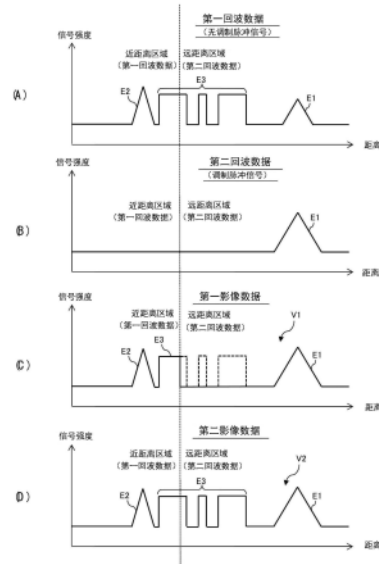 第一回波数据
(无调制脉冲信号)
信号强度
近距离区域
(第一回波数据)
远距离区域
(第二回波数据)
E3
E2
E1
(A)
距离
第二回波数据
(调制脉冲信号)
信号强度
近距离区域
(第一回波数据)
远距离区域
(第二回波数据)
E1
(B)
距离
第一影像数据
信号强度
近距离区域
(第一回波数据)
远距离区域
(第二回波数据)
V1
E3
E2
E1
(C)
距离
第二影像数据
信号强度
近距离区域
(第一回波数据)
远距离区域
(第二回波数据)
V2
E3
E2
E1
(D)
距离